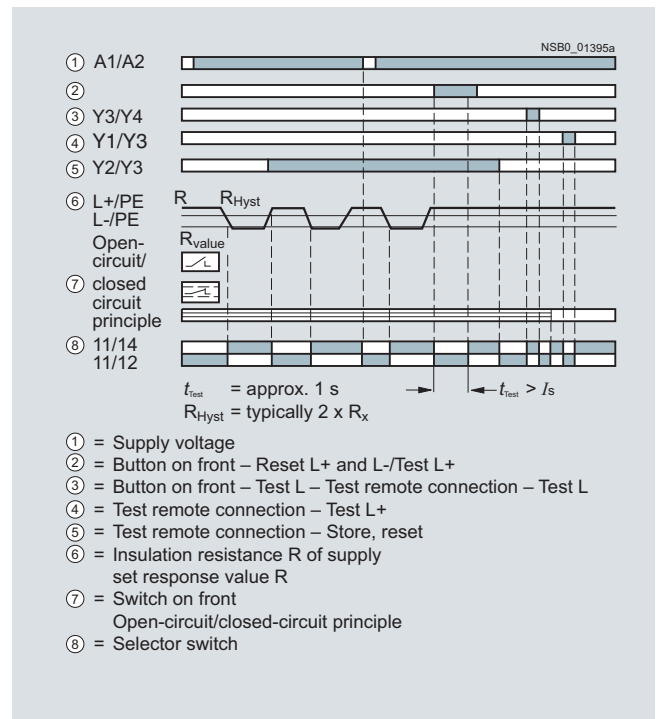 NSB0_01395a
① A1/A2
②
③ Y3/Y4
④ Y1/Y3
⑤ Y2/Y3
⑥ L+/PE R RHyst
L-/PE
Open- Rvalue
circuit/
⑦ closed
circuit
principle
⑧ 11/14
11/12
tTest = approx. 1 s tTest > Is
RHyst = typically 2 x Rx
① = Supply voltage
② = Button on front – Reset L+ and L-/Test L+
③ = Button on front – Test L – Test remote connection – Test L
④ = Test remote connection – Test L+
⑤ = Test remote connection – Store, reset
⑥ = Insulation resistance R of supply
set response value R
⑦ = Switch on front
Open-circuit/closed-circuit principle
⑧ = Selector switch